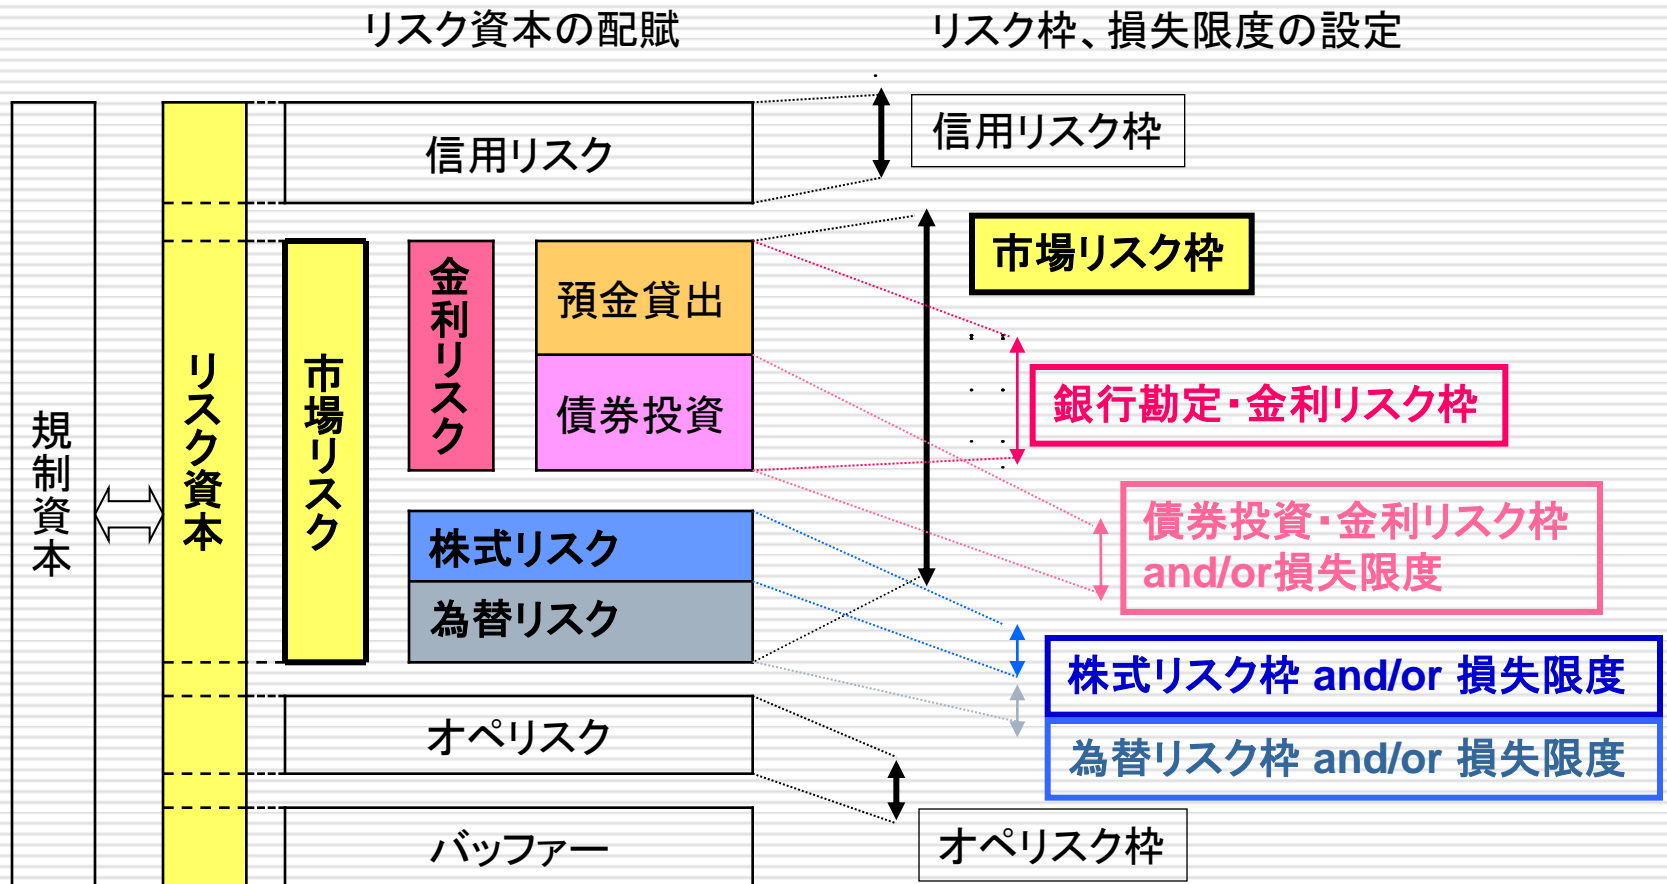 リスク資本の配賦
リスク枠、損失限度の設定
規制資本
リスク資本
信用リスク
市場リスク
金利リスク
預金貸出
債券投資
株式リスク
為替リスク
オペリスク
バッファー
信用リスク枠
市場リスク枠
銀行勘定・金利リスク枠
債券投資・金利リスク枠
and/or損失限度
株式リスク枠 and/or 損失限度
為替リスク枠 and/or 損失限度
オペリスク枠